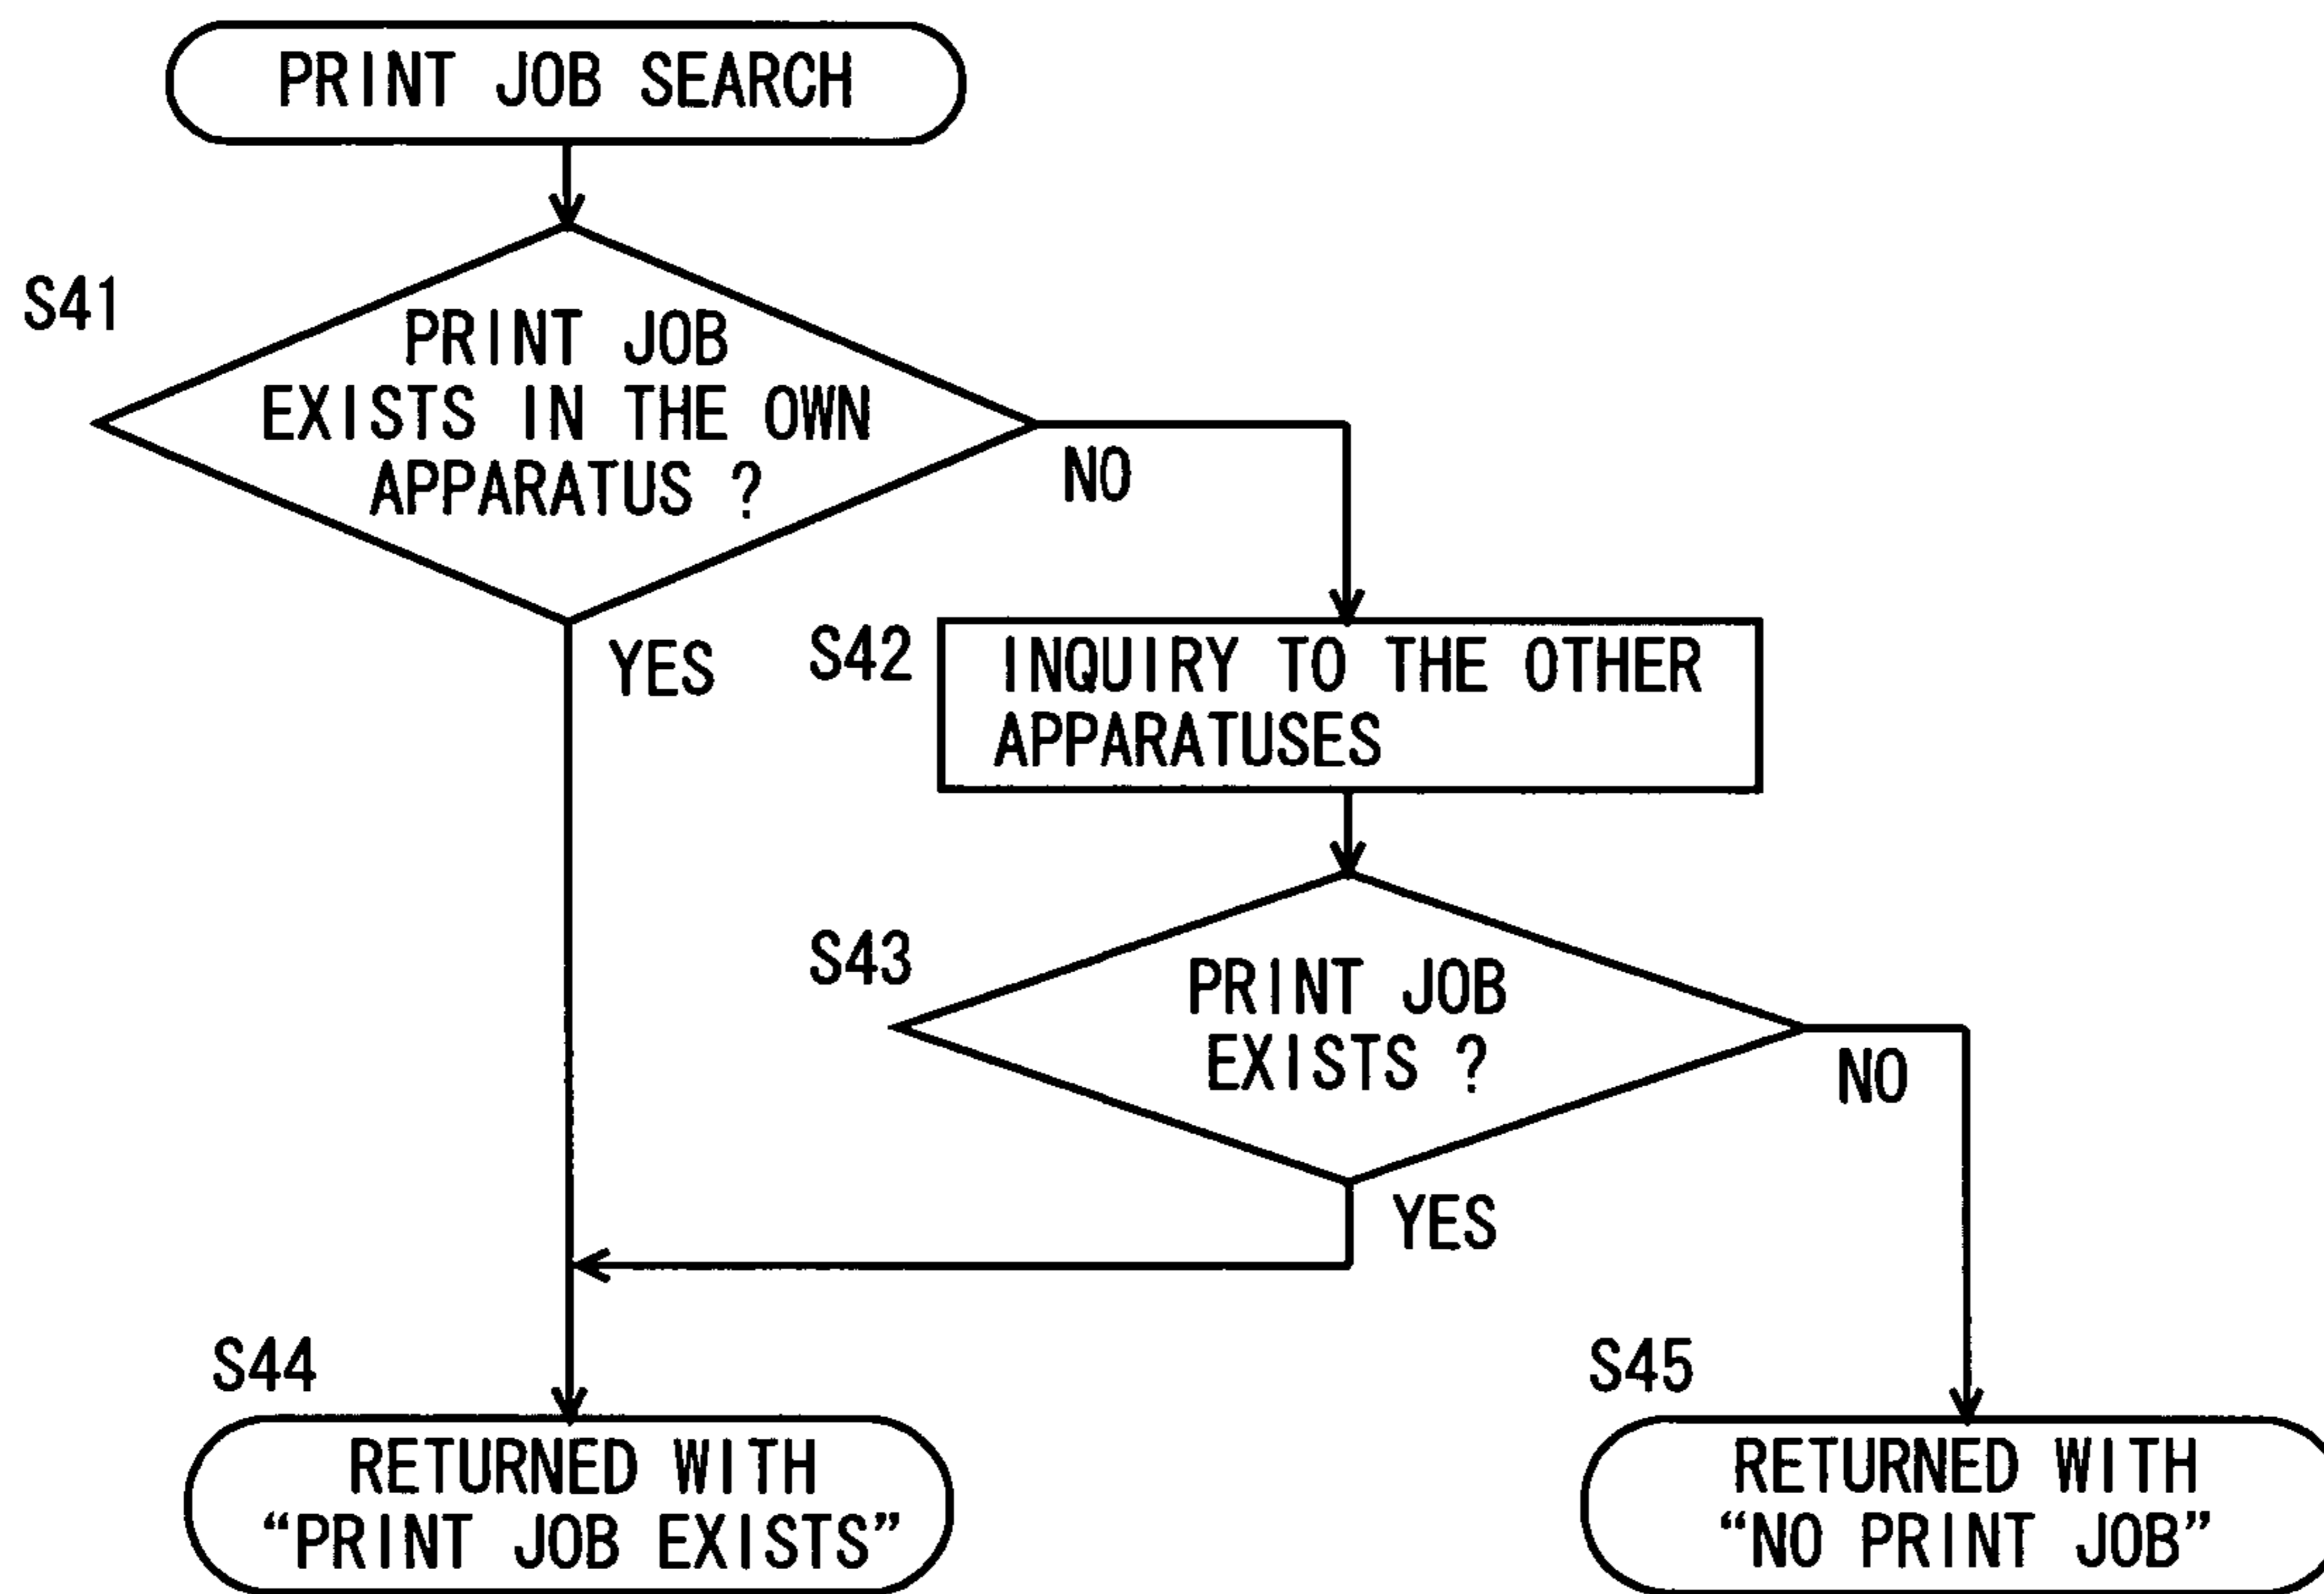 PRINT JOB SEARCH
S41
PRINT JOB
EXISTS IN THE OWN
APPARATUS ?
NO
YES
S42
INQUIRY TO THE OTHER
APPARATUSES
S43
PRINT JOB
EXISTS ?
NO
YES
S44
RETURNED WITH
“PRINT JOB EXISTS”
S45
RETURNED WITH
“NO PRINT JOB”